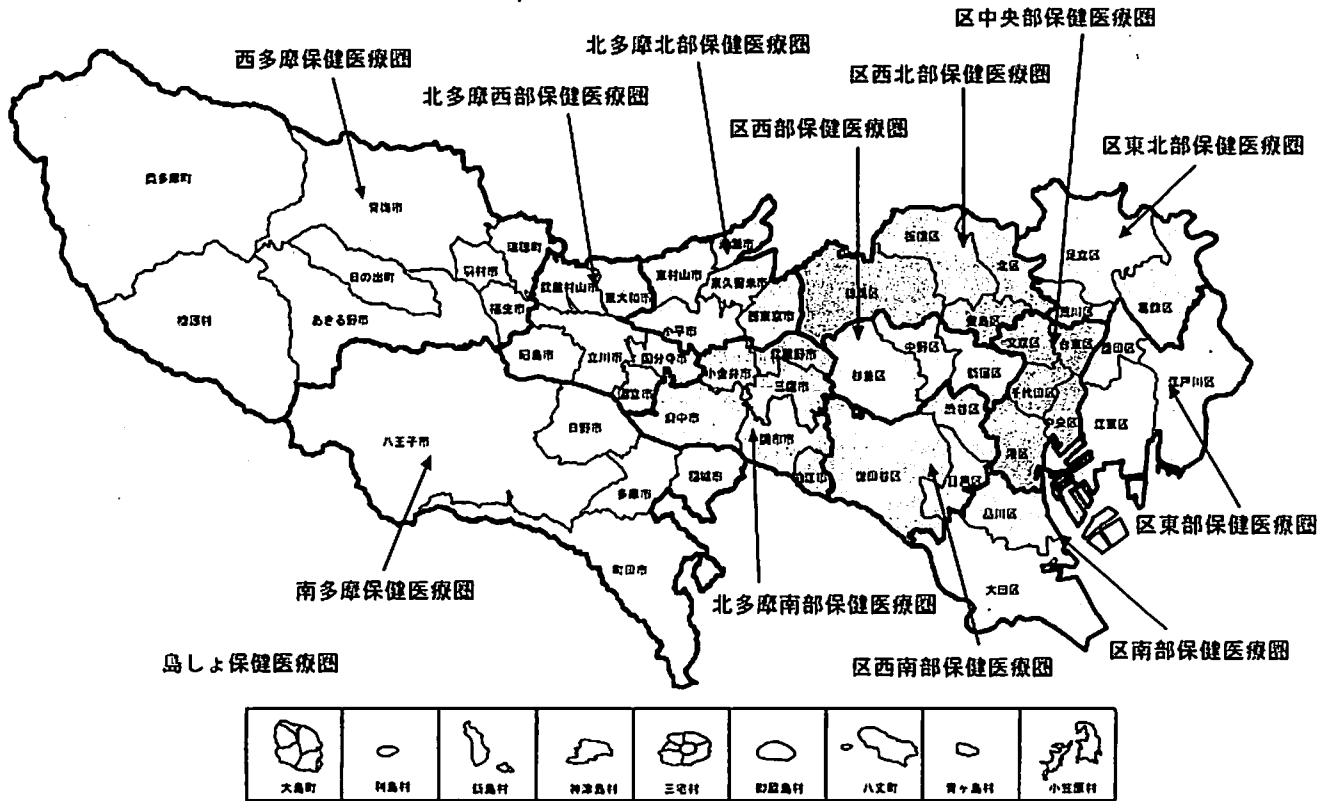 区中央部保健医療圏
北多摩北部保健医療圏
西多摩保健医療圏
区西北部保健医療圏
北多摩西部保健医療圏
区西部保健医療圏
区東北部保健医療圏
奥多摩町
青梅市
瑞穂町
清瀬市
板橋区
北区
足立区
日の出町
羽村市
武蔵村山市
東大和市
東村山市
東久留米市
練馬区
葛飾区
檜原村
あきる野市
福生市
小平市
西東京市
豊島区
荒川区
文京区
台東区
墨田区
昭島市
立川市
国分寺市
小金井市
武蔵野市
杉並区
中野区
新宿区
千代田区
江戸川区
国立市
三鷹市
渋谷区
中央区
江東区
八王子市
日野市
府中市
調布市
狛江市
世田谷区
目黒区
港区
多摩市
稲城市
品川区
区東部保健医療圏
町田市
大田区
南多摩保健医療圏
北多摩南部保健医療圏
区南部保健医療圏
島しょ保健医療圏
区西南部保健医療圏
大島町
利島村
新島村
神津島村
三宅村
御蔵島村
八丈町
青ヶ島村
小笠原村